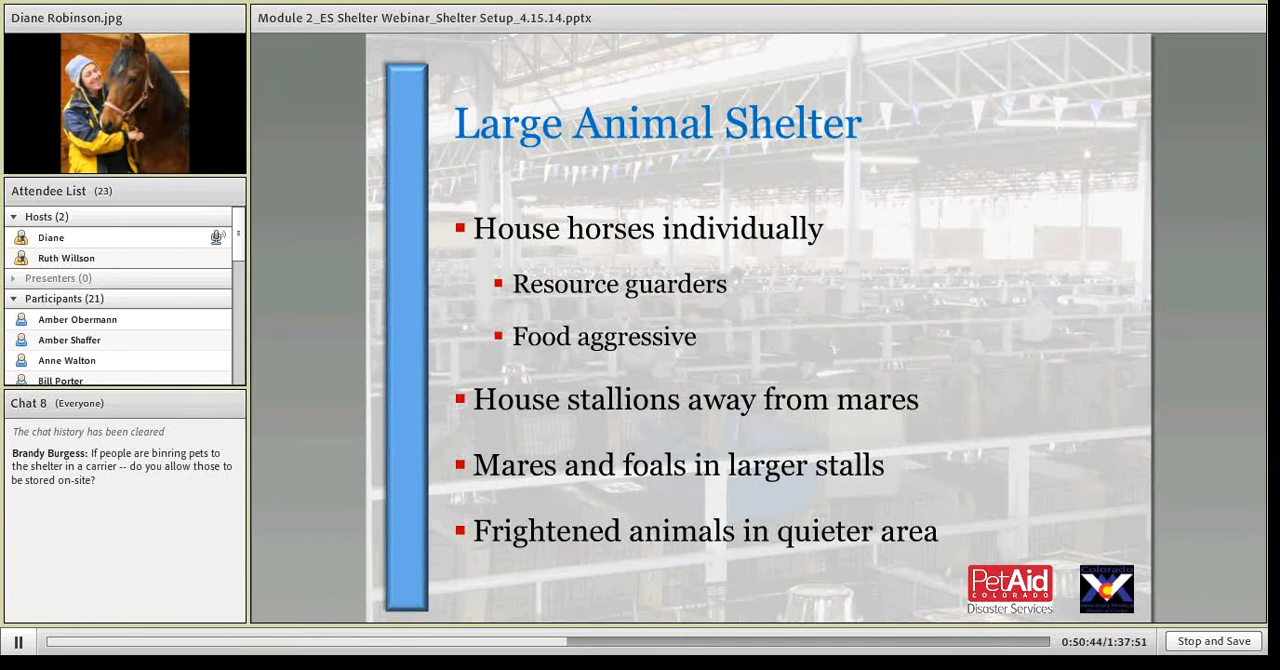 Diane Robinson.jpg
Module 2_ES Shelter Webinar_Shelter Setup_4.15.14.pptx
Attendee List (23)
Hosts (2)
Diane
Ruth Willson
Presenters (0)
Participants (21)
Amber Obermann
Amber Shaffer
Anne Walton
Bill Porter
Chat 8 (Everyone)
The chat history has been cleared
Brandy Burgess: If people are binring pets to
the shelter in a carrier -- do you allow those to
be stored on-site?
Large Animal Shelter
House horses individually
Resource guarders
Food aggressive
House stallions away from mares
Mares and foals in larger stalls
Frightened animals in quieter area
PetAid
COLORADO
Disaster Services
Colorado
0:50:44/1:37:51
Stop and Save